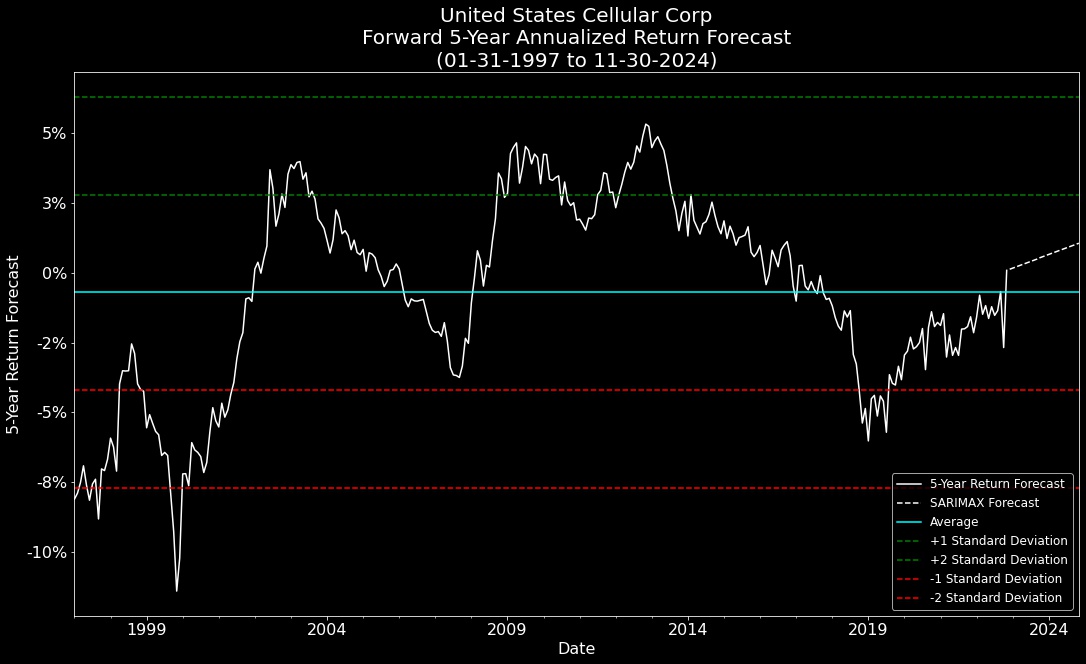 United States Cellular Corp
Forward 5-Year Annualized Return Forecast
(01-31-1997 to 11-30-2024)
5-Year Return Forecast
5%
3%
0%
-2%
-5%
-8%
-10%
5-Year Return Forecast
SARIMAX Forecast
Average
+1 Standard Deviation
+2 Standard Deviation
-1 Standard Deviation
-2 Standard Deviation
1999 2004 2009 2014 2019 2024
Date